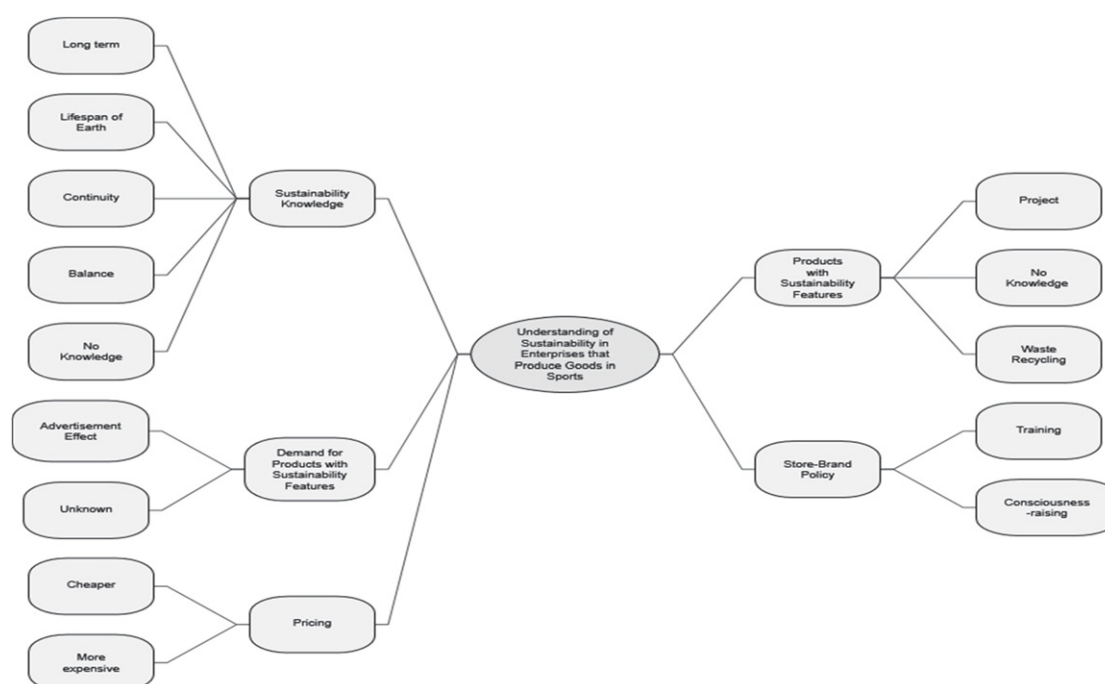 Long term
Lifespan of
Earth
Continuity
Balance
No
Knowledge
Sustainability
Knowledge
Advertisement
Effect
Unknown
Demand for
Products with
Sustainability
Features
Cheaper
More
expensive
Pricing
Understanding of
Sustainability in
Enterprises that
Produce Goods in
Sports
Products
with
Sustainability
Features
Project
No
Knowledge
Waste
Recycling
Store-Brand
Policy
Training
Consciousness
-raising